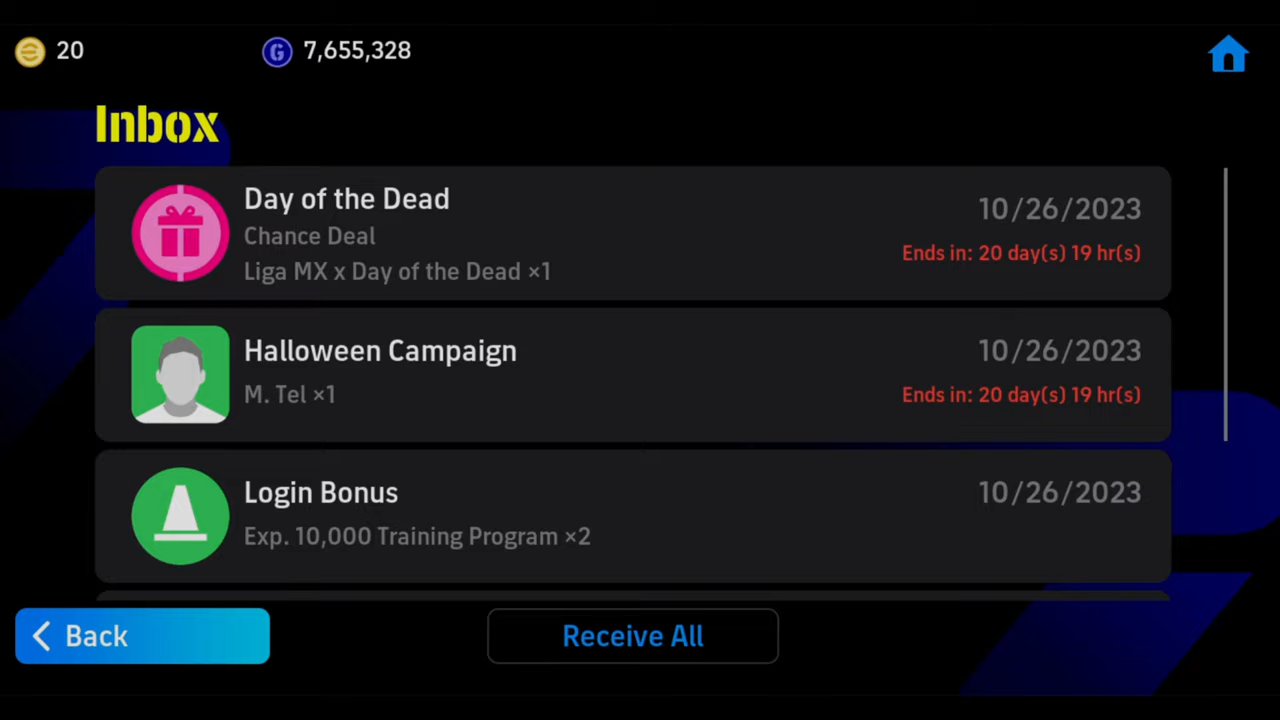 20
7,655,328
Inbox
Day of the Dead
10/26/2023
Chance Deal
Ends in: 20 day(s) 19 hr(s)
Liga MX x Day of the Dead ×1
Halloween Campaign
10/26/2023
M. Tel ×1
Ends in: 20 day(s) 19 hr(s)
Login Bonus
10/26/2023
Exp. 10,000 Training Program ×2
Back
Receive All